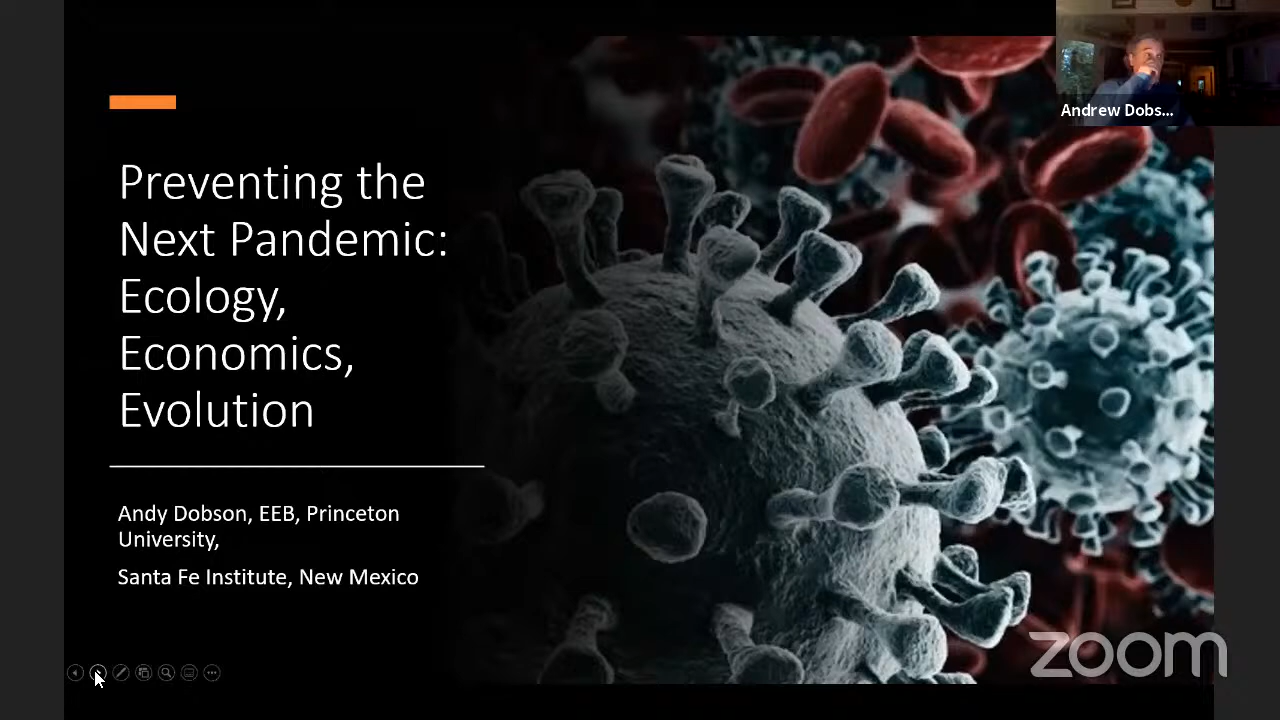 Andrew Dobs...
Preventing the
Next Pandemic:
Ecology,
Economics,
Evolution
Andy Dobson, EEB, Princeton
University,
Santa Fe Institute, New Mexico
zoom